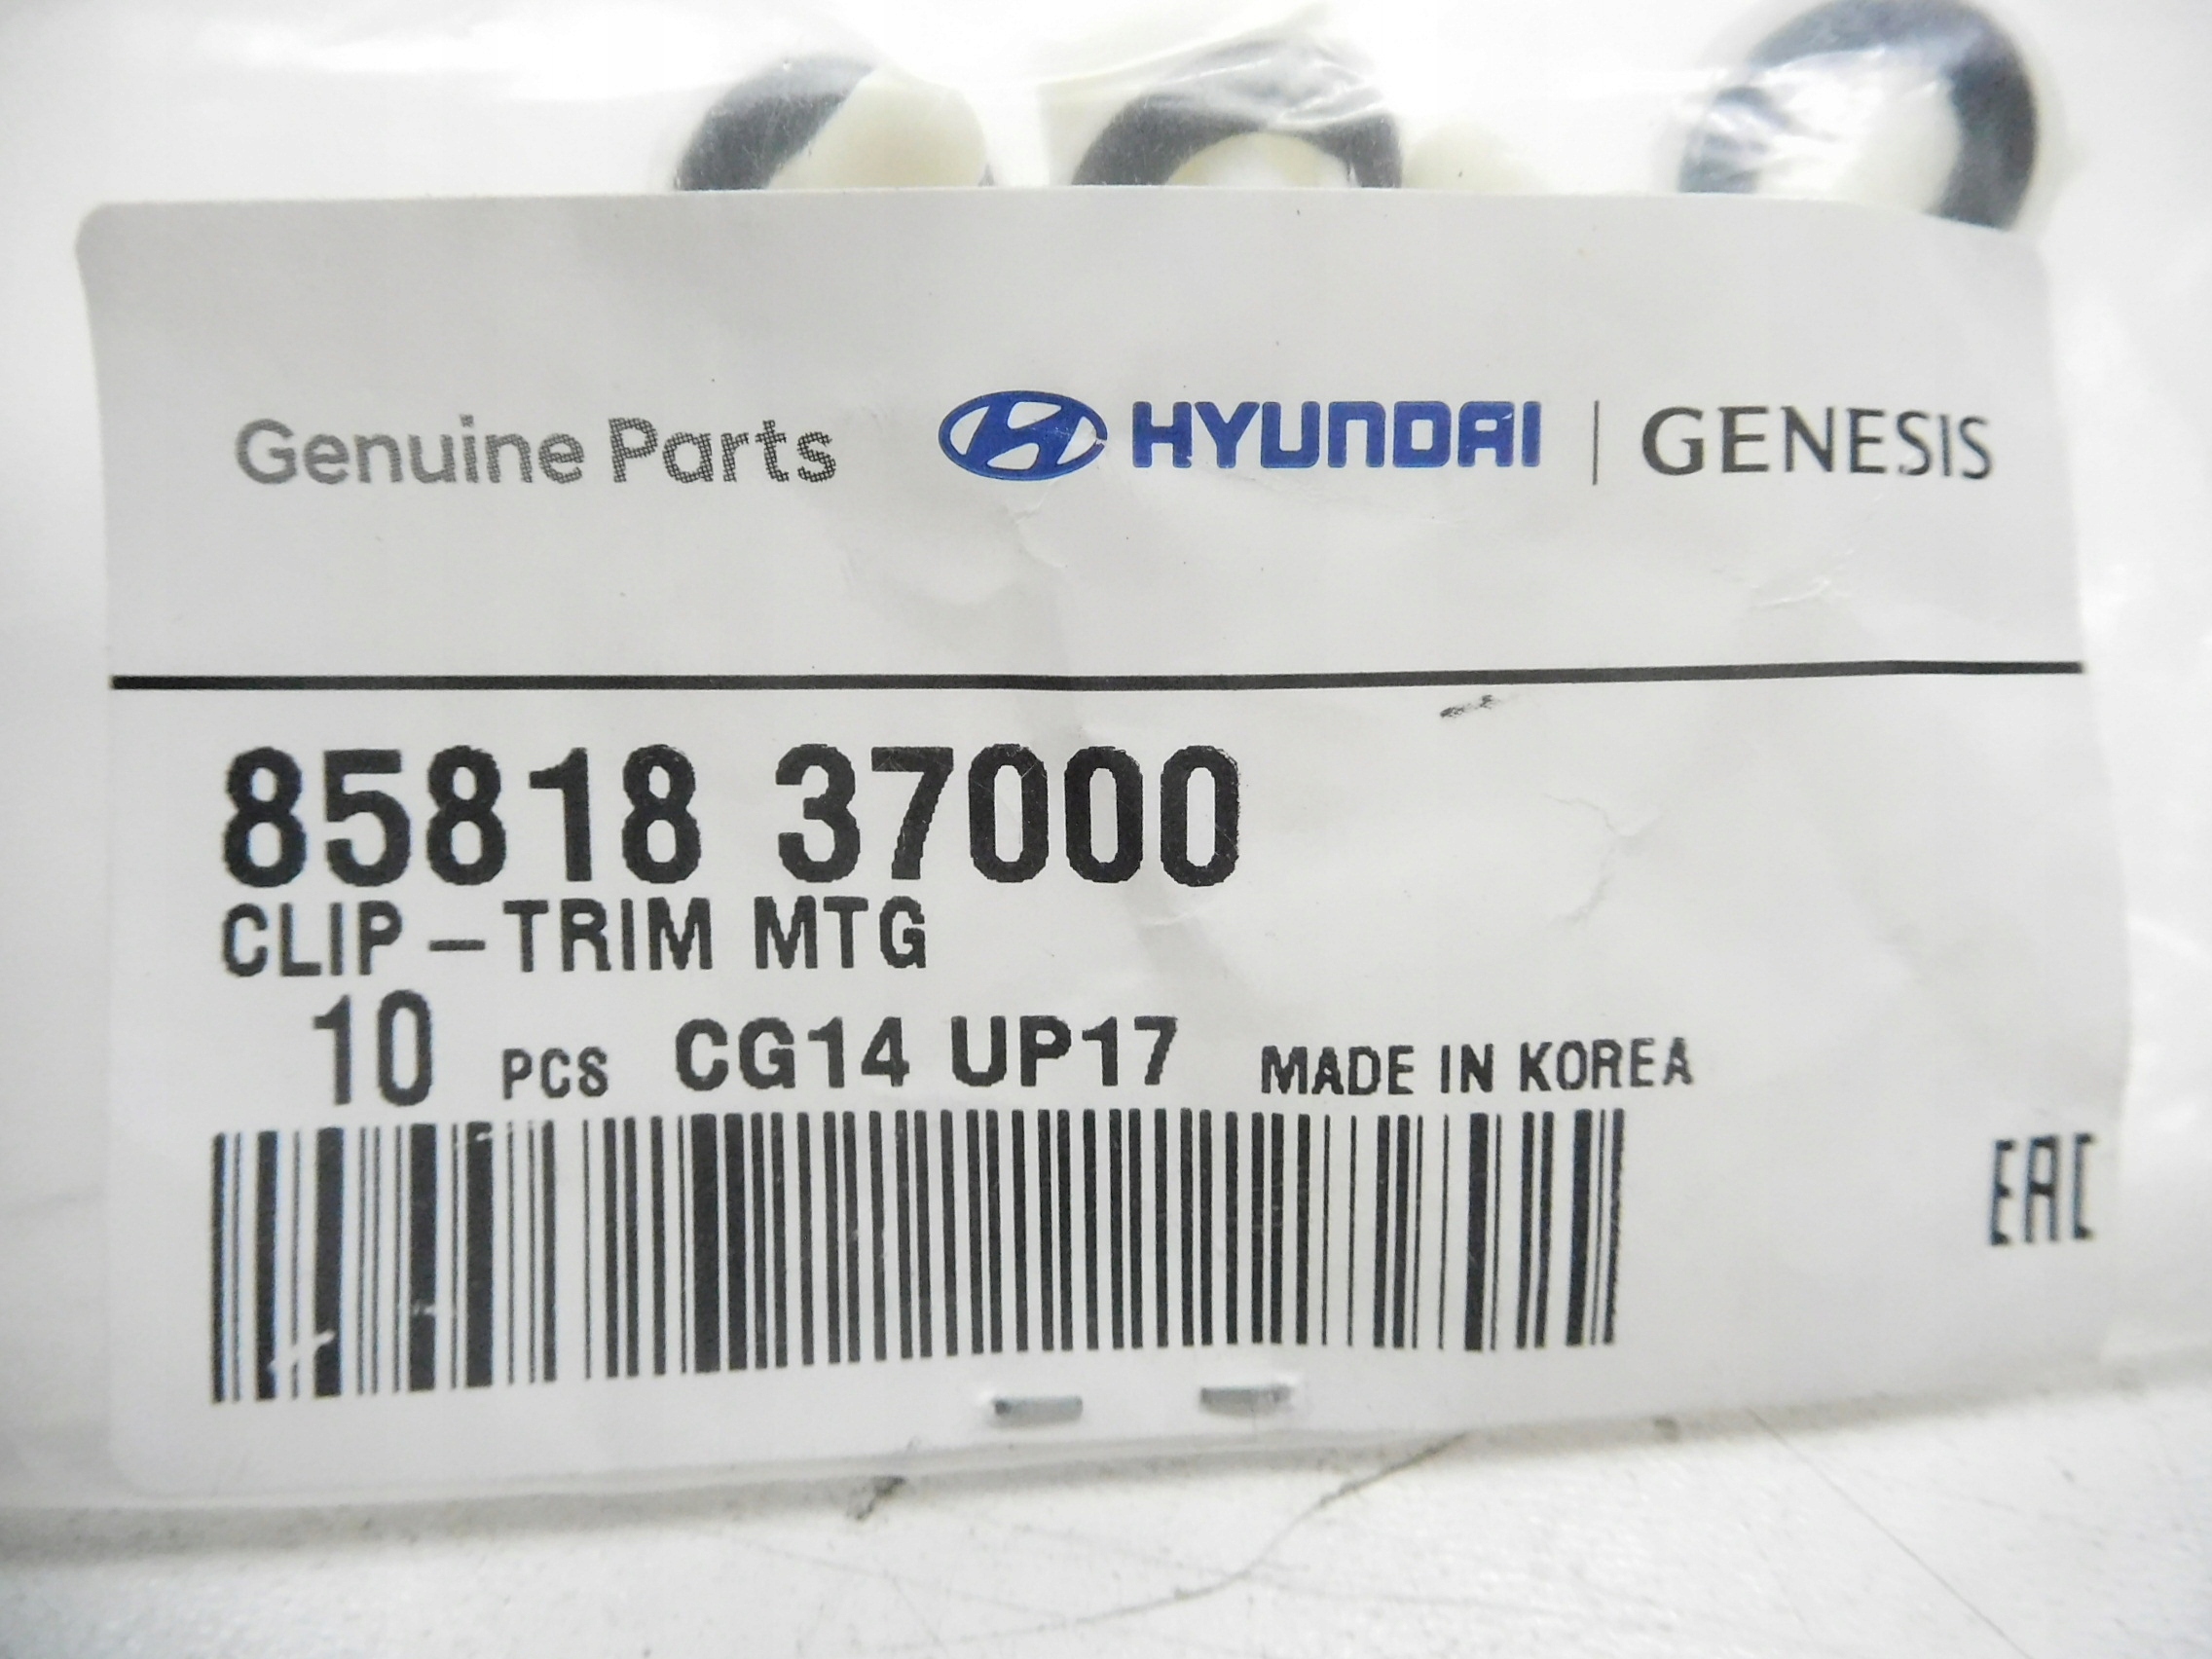 Genuine Parts HYUNDAI | GENESIS
85818 37000
CLIP-TRIM MTG
10 PCS CG14 UP17 MADE IN KOREA
EAC